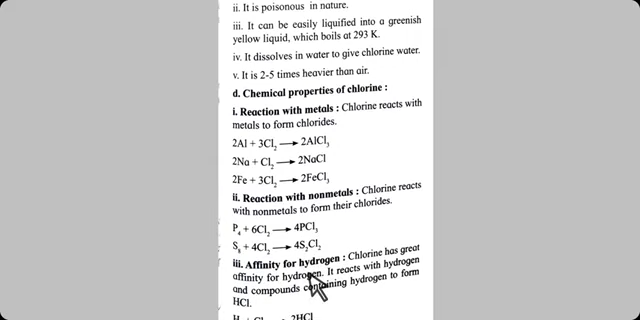 ii. It is poisonous in nature.
iii. It can be easily liquified into a greenish
yellow liquid, which boils at 293 K.
iv. It dissolves in water to give chlorine water.
v. It is 2-5 times heavier than air.
d. Chemical properties of chlorine :
i. Reaction with metals : Chlorine reacts with
metals to form chlorides.
2Al + 3Cl₂ ⟶ 2AlCl₃
2Na + Cl₂ ⟶ 2NaCl
2Fe + 3Cl₂ ⟶ 2FeCl₃
ii. Reaction with nonmetals : Chlorine reacts
with nonmetals to form their chlorides.
P₄ + 6Cl₂ ⟶ 4PCl₃
S₈ + 4Cl₂ ⟶ 4S₂Cl₂
iii. Affinity for hydrogen : Chlorine has great
affinity for hydrogen. It reacts with hydrogen
and compounds containing hydrogen to form
HCl.
2HCl